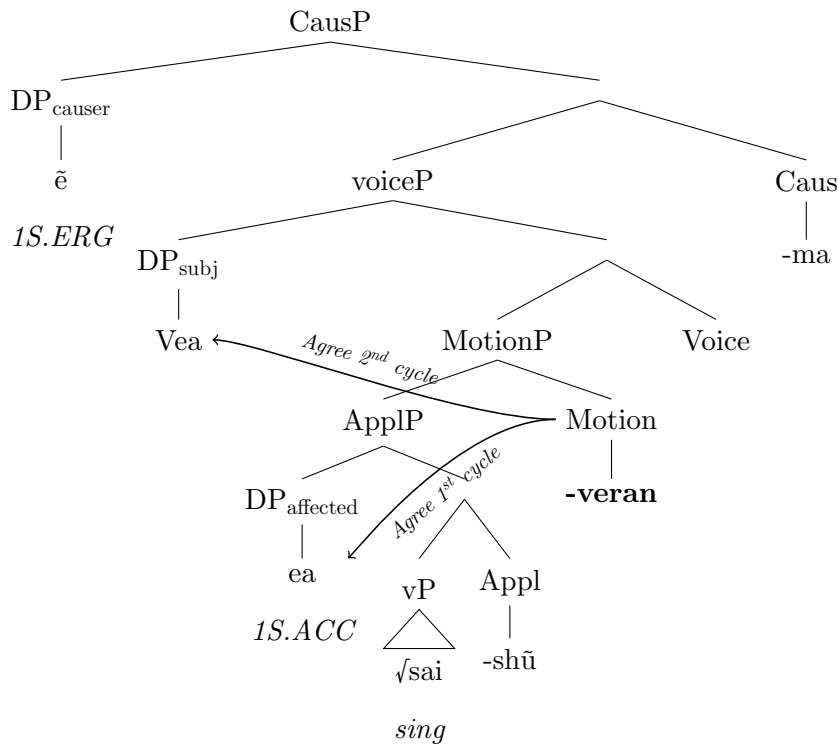 CausP
DP_causer
ẽ
1S.ERG
voiceP
Caus
-ma
DP_subj
Vea
MotionP
Voice
Agree 2nd cycle
ApplP
Motion
-veran
Agree 1st cycle
DP_affected
ea
1S.ACC
vP
Appl
√sai
-shũ
sing